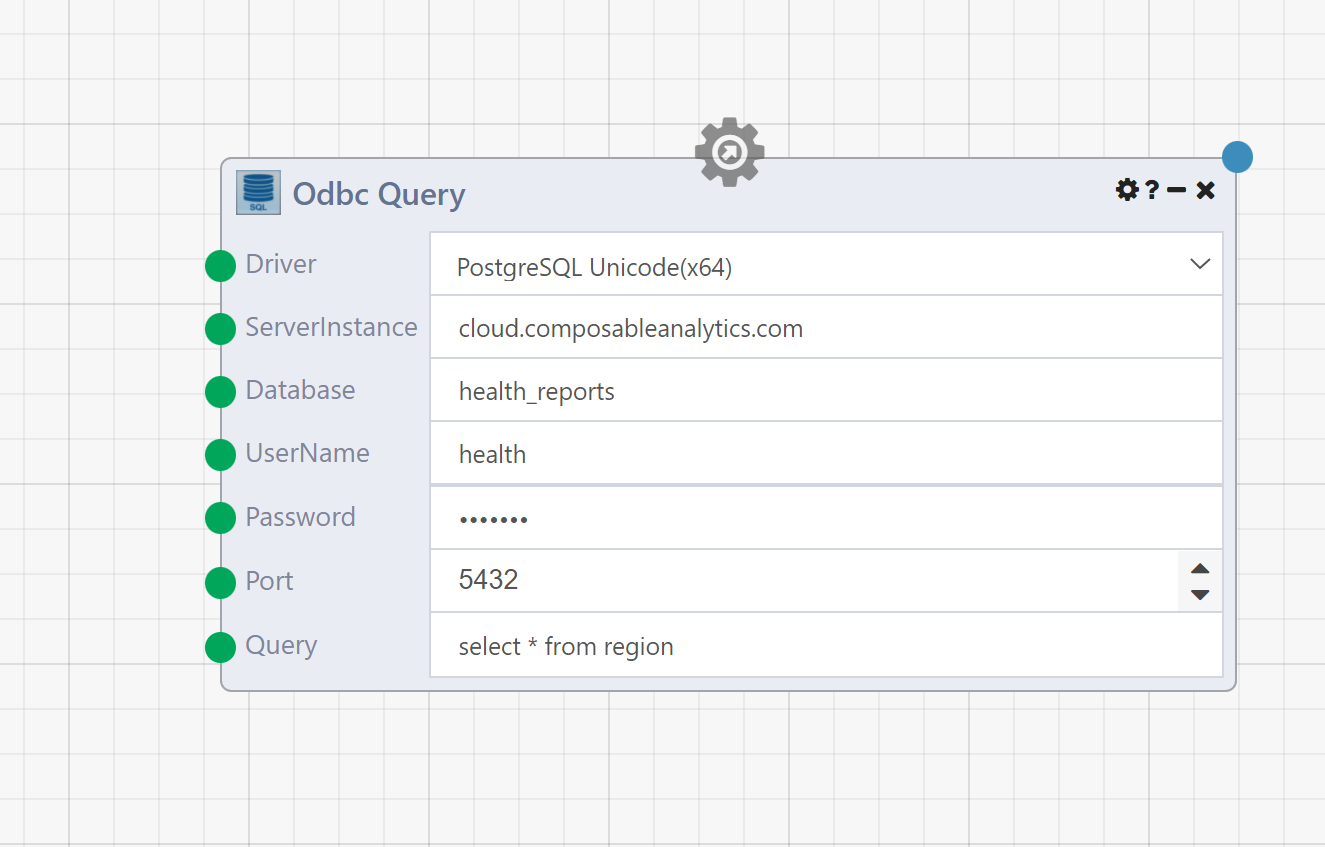 SQL
Odbc Query
?
Driver
PostgreSQL Unicode(x64)
ServerInstance
cloud.composableanalytics.com
Database
health_reports
UserName
health
Password
•••••••
Port
5432
Query
select * from region